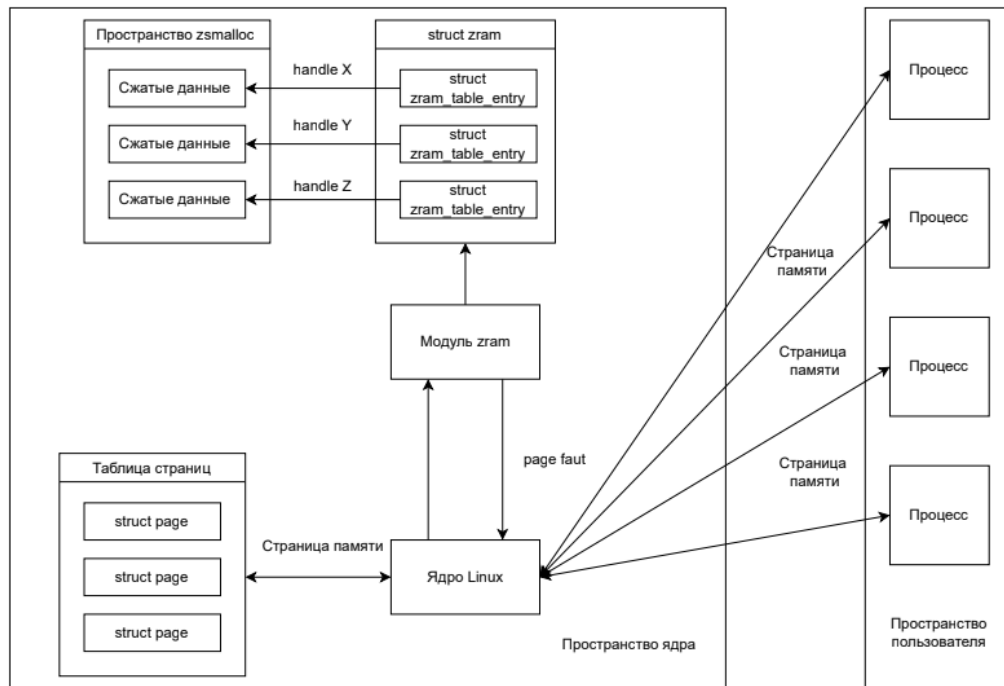 Пространство zsmalloc
struct zram
Сжатые данные
handle X
struct
zram_table_entry
Сжатые данные
handle Y
struct
zram_table_entry
Сжатые данные
handle Z
struct
zram_table_entry
Модуль zram
page faut
Таблица страниц
struct page
struct page
struct page
Страница памяти
Ядро Linux
Пространство ядра
Страница
памяти
Страница
памяти
Страница
памяти
Процесс
Процесс
Процесс
Процесс
Пространство
пользователя